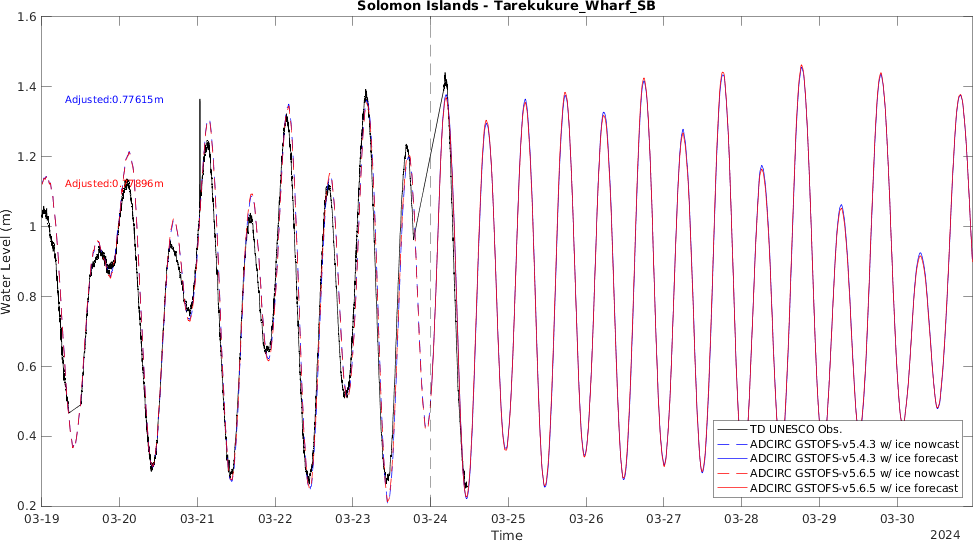 Solomon Islands - Tarekukure_Wharf_SB
1.6
1.4
1.2
1
0.8
0.6
0.4
0.2
Water Level (m)
Adjusted:0.77615m
03-19
03-20
03-21
03-22
03-23
03-24
03-25
03-26
03-27
03-28
03-29
03-30
Time
2024
TD UNESCO Obs.
ADCIRC GSTOFS-v5.4.3 w/ ice nowcast
ADCIRC GSTOFS-v5.4.3 w/ ice forecast
ADCIRC GSTOFS-v5.6.5 w/ ice nowcast
ADCIRC GSTOFS-v5.6.5 w/ ice forecast